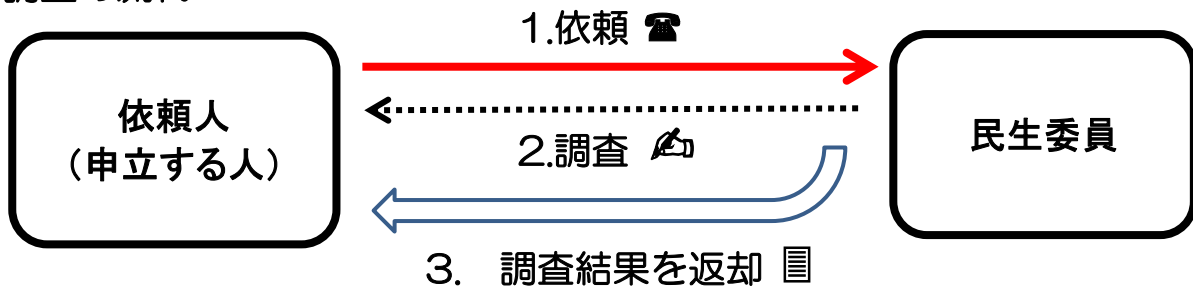 1.依頼 ☎
依頼人
（申立する人）
民生委員
2.調査 ✍
3.　調査結果を返却